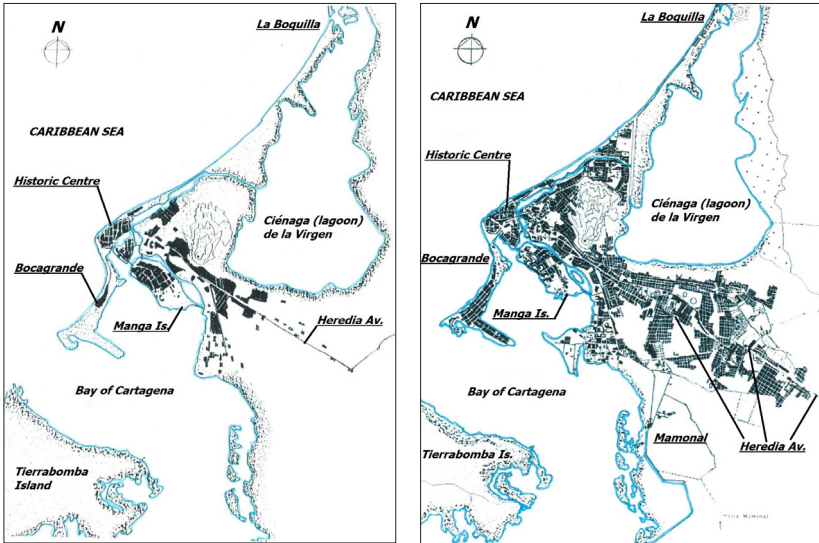 La Boquilla
N
CARIBBEAN SEA
Historic Centre
Ciénaga (lagoon)
de la Virgen
Bocagrande
Manga Is.
Heredia Av.
Bay of Cartagena
Tierrabomba
Island
La Boquilla
N
CARIBBEAN SEA
Historic Centre
Ciénaga (lagoon)
de la Virgen
Bocagrande
Manga Is.
Bay of Cartagena
Mamonal
Heredia Av.
Tierrabomba Is.
MAMONAL